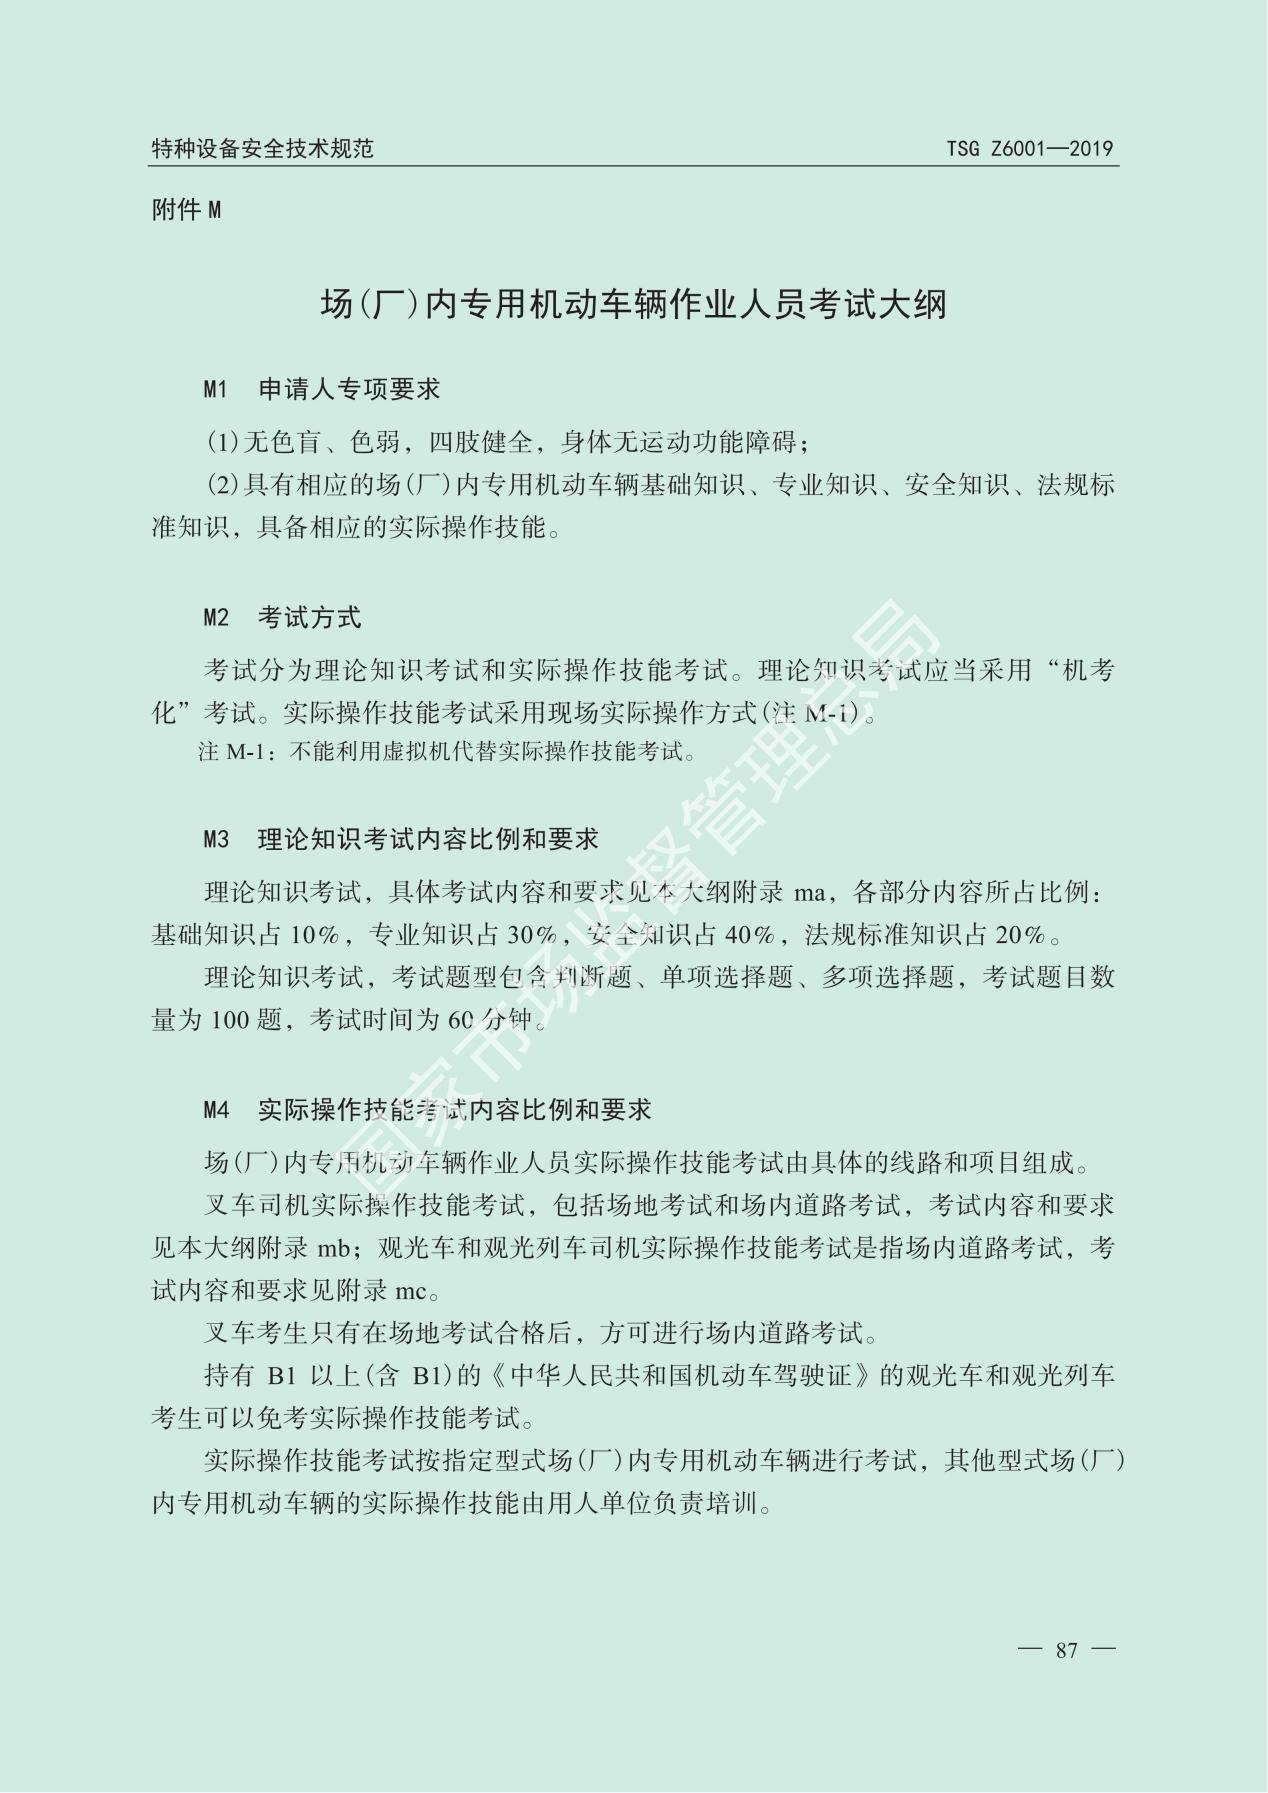 特种设备安全技术规范 TSG Z6001—2019
附件 M
场(厂)内专用机动车辆作业人员考试大纲
M1 申请人专项要求
(1)无色盲、色弱，四肢健全，身体无运动功能障碍；
(2)具有相应的场(厂)内专用机动车辆基础知识、专业知识、安全知识、法规标
准知识，具备相应的实际操作技能。
M2 考试方式
考试分为理论知识考试和实际操作技能考试。理论知识考试应当采用“机考
化”考试。实际操作技能考试采用现场实际操作方式(注 M-1)。
注 M-1：不能利用虚拟机代替实际操作技能考试。
M3 理论知识考试内容比例和要求
理论知识考试，具体考试内容和要求见本大纲附录 ma，各部分内容所占比例：
基础知识占 10%，专业知识占 30%，安全知识占 40%，法规标准知识占 20%。
理论知识考试，考试题型包含判断题、单项选择题、多项选择题，考试题目数
量为 100 题，考试时间为 60 分钟。
M4 实际操作技能考试内容比例和要求
场(厂)内专用机动车辆作业人员实际操作技能考试由具体的线路和项目组成。
叉车司机实际操作技能考试，包括场地考试和场内道路考试，考试内容和要求
见本大纲附录 mb；观光车和观光列车司机实际操作技能考试是指场内道路考试，考
试内容和要求见附录 mc。
叉车考生只有在场地考试合格后，方可进行场内道路考试。
持有 B1 以上(含 B1)的《中华人民共和国机动车驾驶证》的观光车和观光列车
考生可以免考实际操作技能考试。
实际操作技能考试按指定型式场(厂)内专用机动车辆进行考试，其他型式场(厂)
内专用机动车辆的实际操作技能由用人单位负责培训。
— 87 —
国家市场监督管理总局